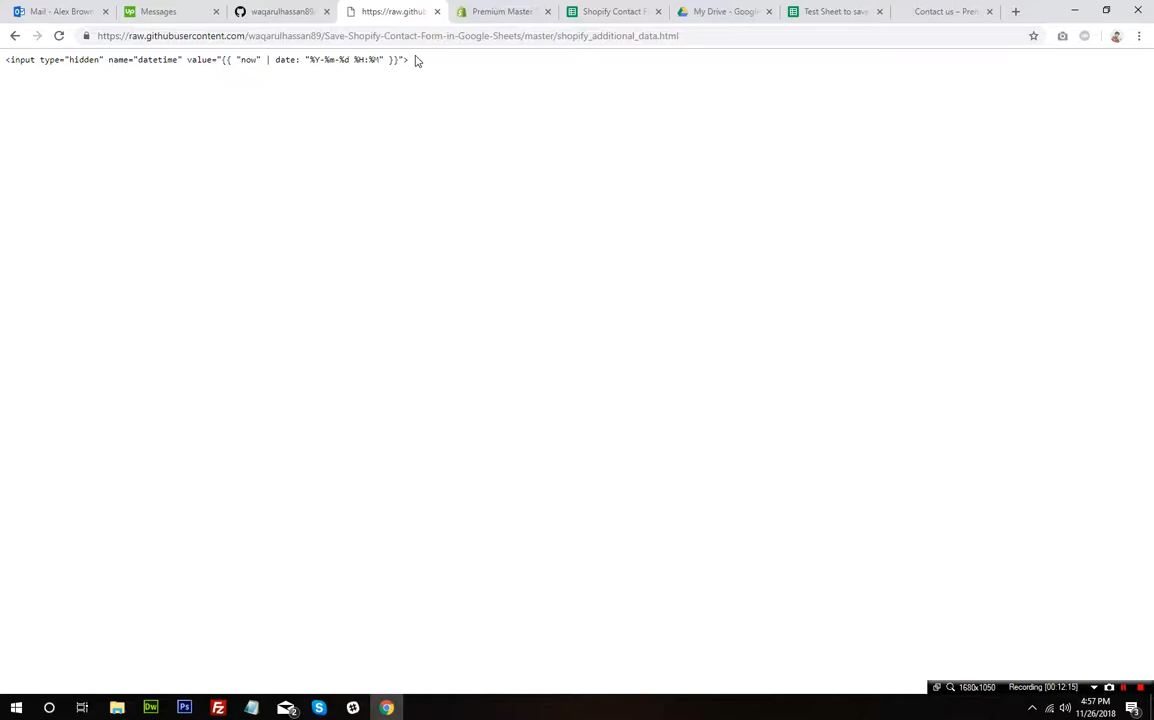 Mail - Alex Brown
Messages
waqarulhassan89
https://raw.github
Premium Master
Shopify Contact F
My Drive - Google
Test Sheet to save
Contact us – Pren
https://raw.githubusercontent.com/waqarulhassan89/Save-Shopify-Contact-Form-in-Google-Sheets/master/shopify_additional_data.html
<input type="hidden" name="datetime" value="{{ "now" | date: "%Y-%m-%d %H:%M" }}">
1680x1050
Recording [00:12:15]
4:57 PM
11/26/2018